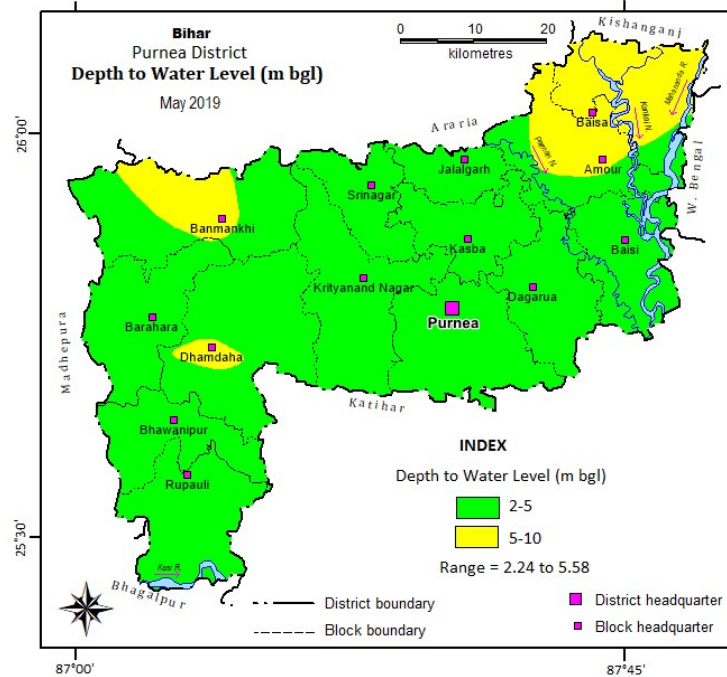 Bihar
Purnea District
Depth to Water Level (m bgl)
May 2019
0 10 20
kilometres
Kishanganj
Mahananda R.
Kankai N.
Baisa
26°00'
Araria
Parman N.
Jalalgarh
Amour
W. Bengal
Srinagar
Banmankhi
Kasba
Baisi
Krityanand Nagar
Dagarua
Purnea
Barahara
Madhepura
Dhamdaha
Katihar
Bhawanipur
Rupauli
25°30'
Kosi R.
Bhagalpur
INDEX
Depth to Water Level (m bgl)
2-5
5-10
Range = 2.24 to 5.58
District boundary
District headquarter
Block boundary
Block headquarter
87°00'
87°45'